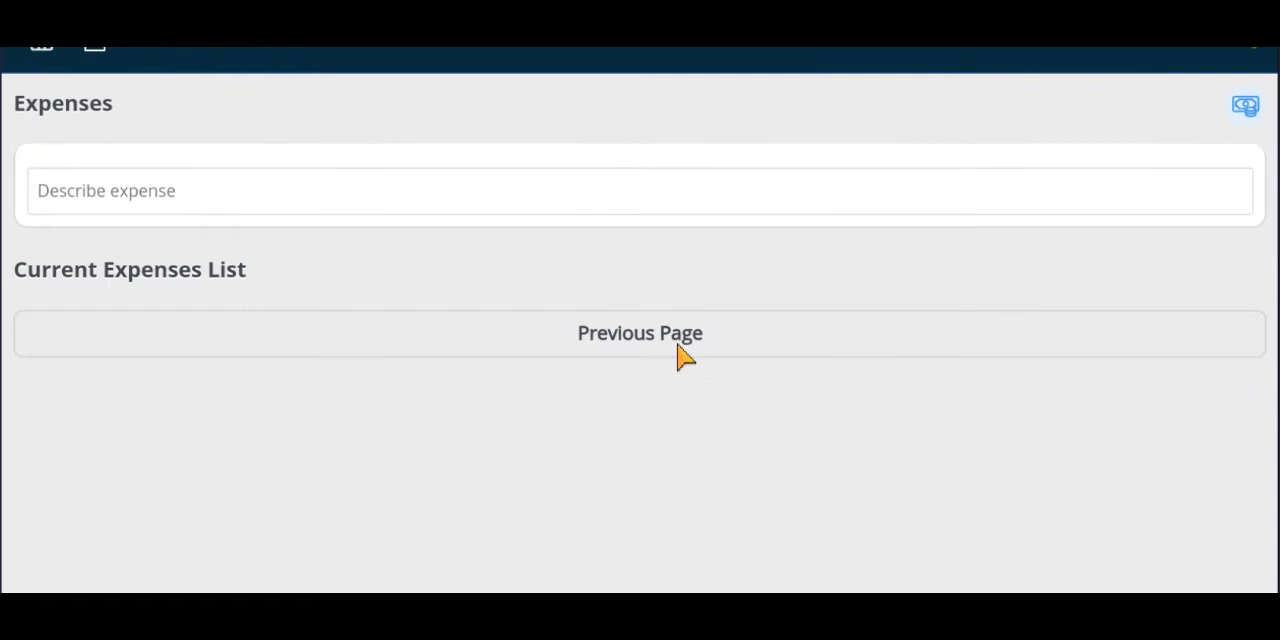 Expenses
Describe expense
Current Expenses List
Previous Page